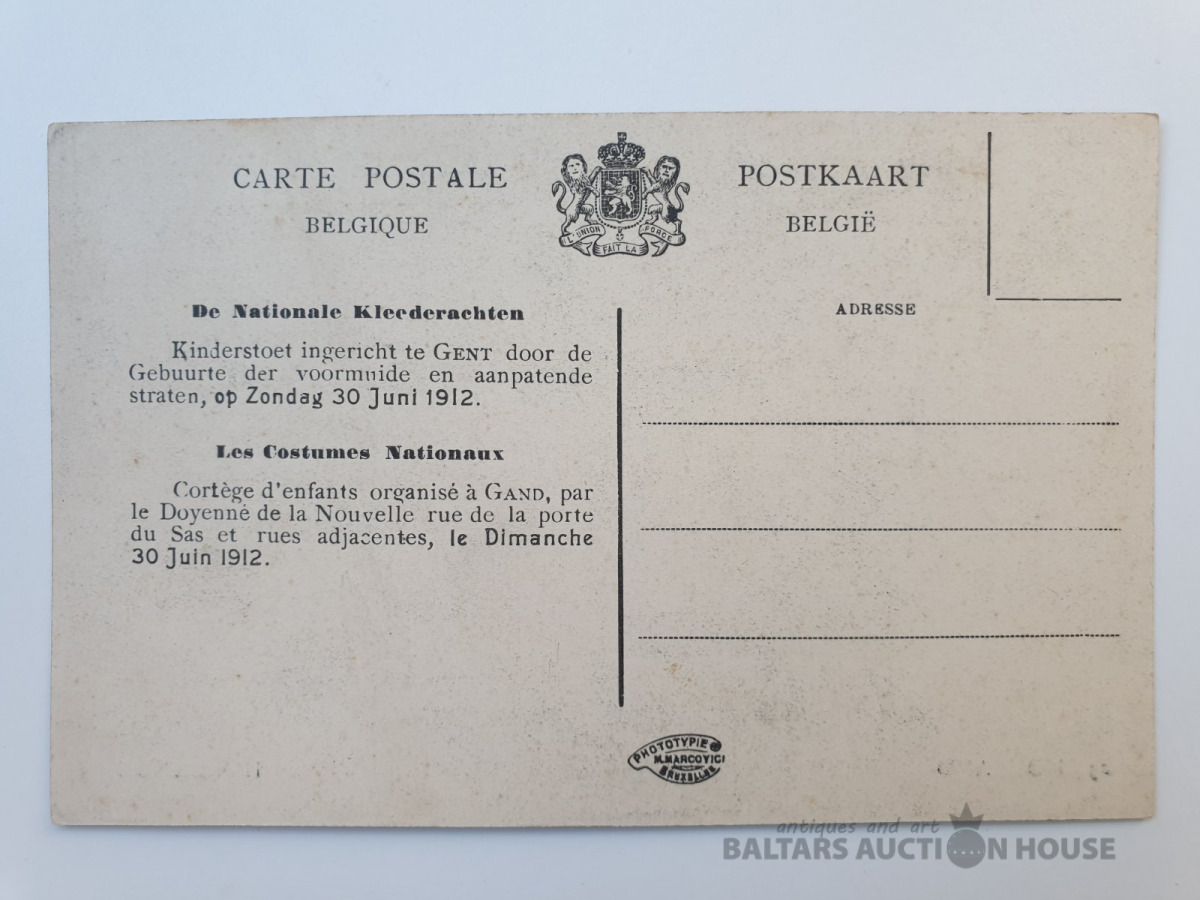 CARTE POSTALE
BELGIQUE
L'UNION FAIT LA FORCE
POSTKAART
BELGIË
De Nationale Kleederachten
Kinderstoet ingericht te GENT door de
Gebuurte der voormuide en aanpatende
straten, op Zondag 30 Juni 1912.
Les Costumes Nationaux
Cortège d'enfants organisé à GAND, par
le Doyenné de la Nouvelle rue de la porte
du Sas et rues adjacentes, le Dimanche
30 Juin 1912.
ADRESSE
PHOTOTYPIE
M.MARCOVICI
BRUXELLES
antiques and art
BALTARS AUCTION HOUSE